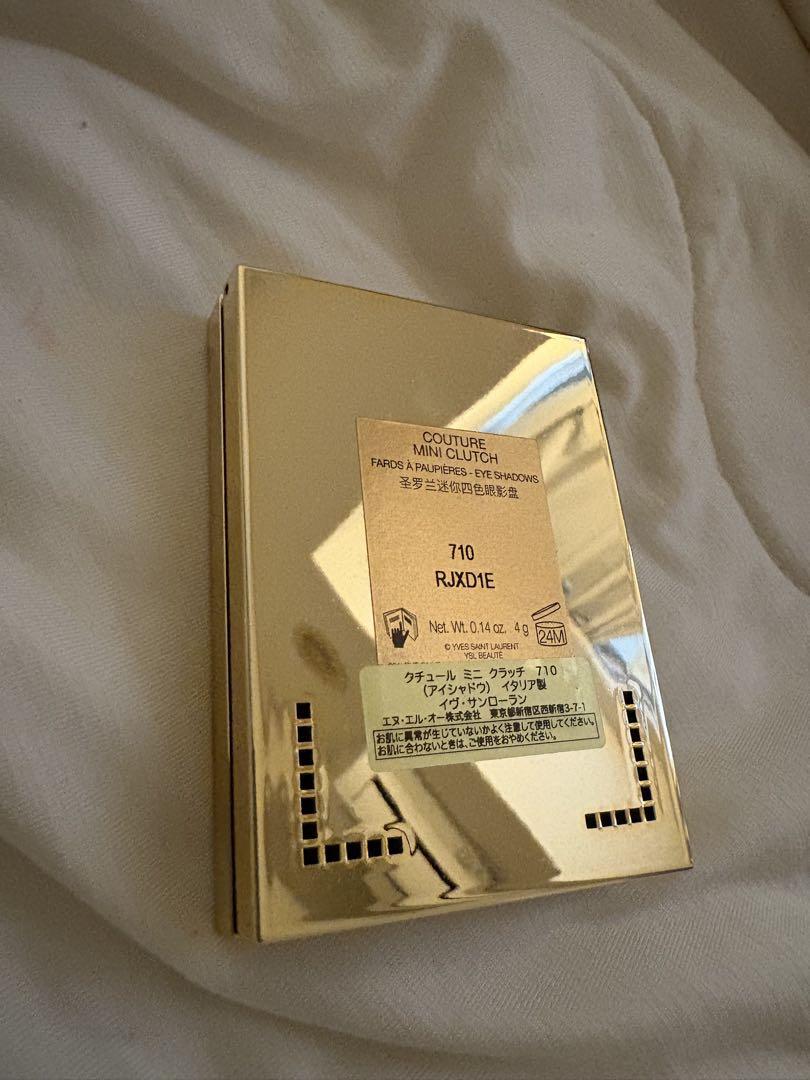 COUTURE
MINI CLUTCH
FARDS À PAUPIÈRES - EYE SHADOWS
圣罗兰迷你四色眼影盘
710
RJXD1E
Net. Wt. 0.14 oz. 4 g
24M
© YVES SAINT LAURENT
YSL BEAUTÉ
クチュール ミニ クラッチ 710
(アイシャドウ) イタリア製
イヴ・サンローラン
エヌ・エル・オー株式会社 東京都新宿区西新宿3-7-1
お肌に異常が生じていないかよく注意して使用してください。
お肌に合わないときは、ご使用をおやめください。